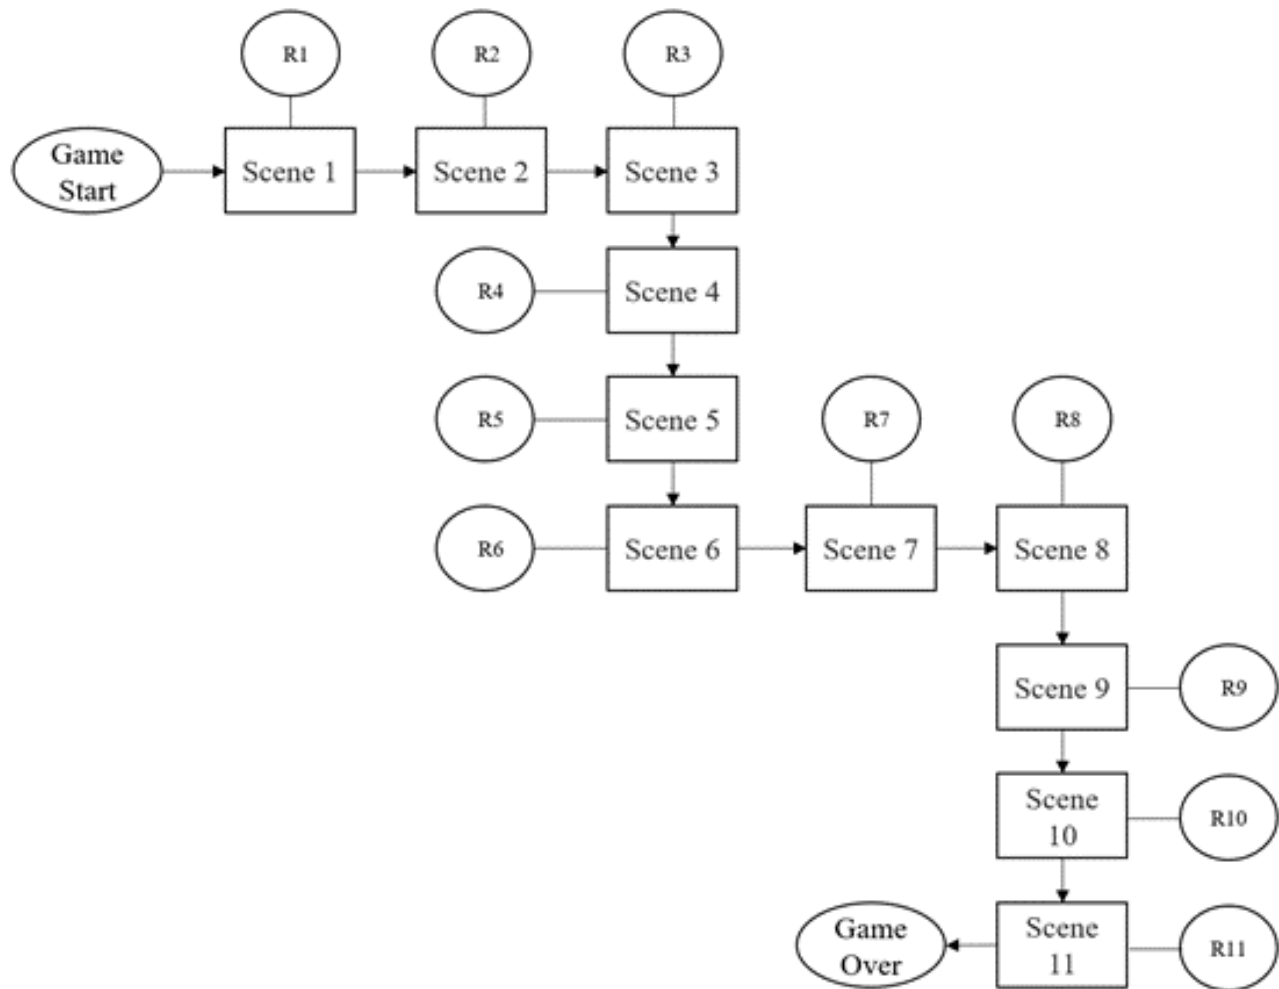 R1
R2
R3
Game
Start
Scene 1
Scene 2
Scene 3
R4
Scene 4
R5
Scene 5
R7
R8
R6
Scene 6
Scene 7
Scene 8
Scene 9
R9
Scene
10
R10
Game
Over
Scene
11
R11